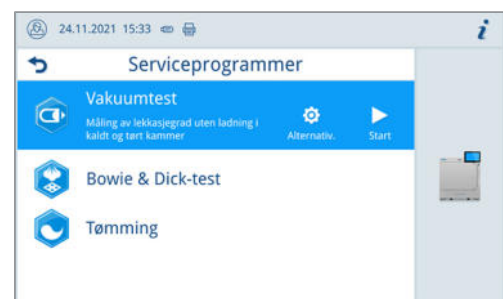 24.11.2021 15:33
Serviceprogrammer
Vakuumtest
Måling av lekkasjegrad uten ladning i
kaldt og tørt kammer
Alternativ.
Start
Bowie & Dick-test
Tømming